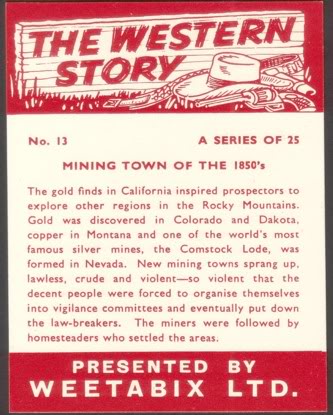 THE WESTERN
STORY
No. 13 A SERIES OF 25
MINING TOWN OF THE 1850's
The gold finds in California inspired prospectors to
explore other regions in the Rocky Mountains.
Gold was discovered in Colorado and Dakota,
copper in Montana and one of the world's most
famous silver mines, the Comstock Lode, was
formed in Nevada. New mining towns sprang up,
lawless, crude and violent—so violent that the
decent people were forced to organise themselves
into vigilance committees and eventually put down
the law-breakers. The miners were followed by
homesteaders who settled the areas.
PRESENTED BY
WEETABIX LTD.